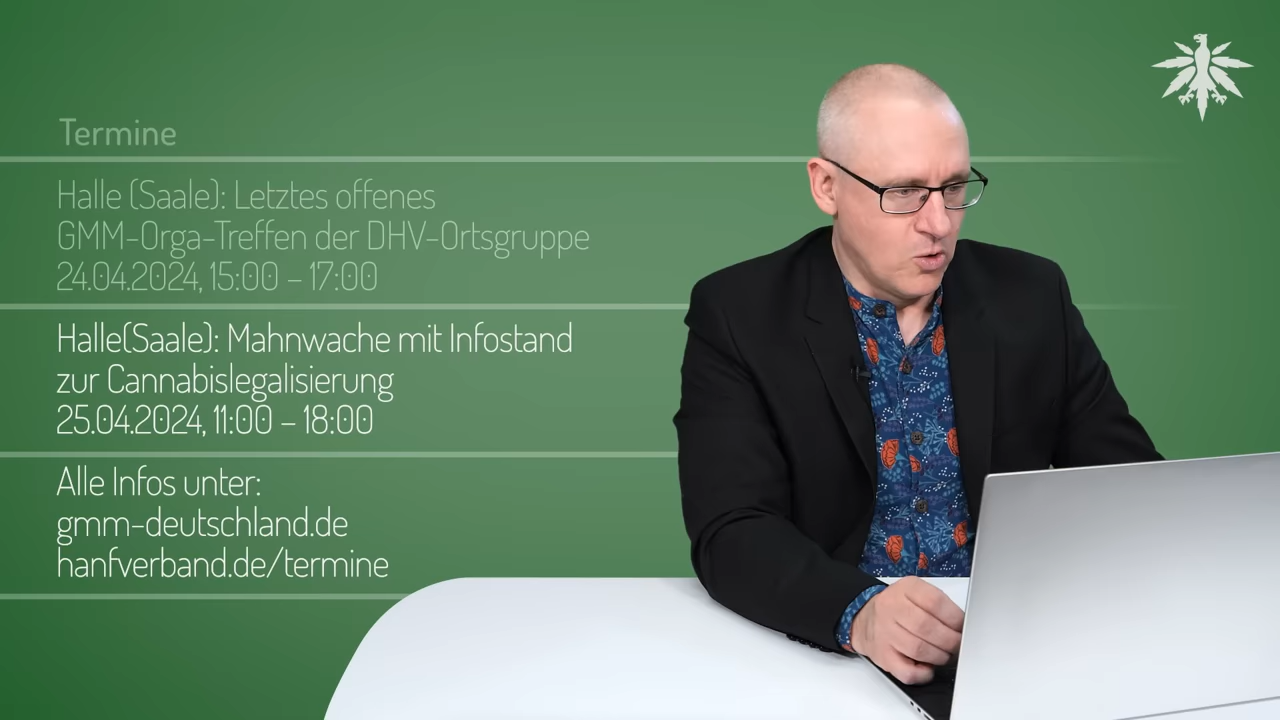 Termine
Halle (Saale): Letztes offenes
GMM-Orga-Treffen der DHV-Ortsgruppe
24.04.2024, 15:00 – 17:00
Halle(Saale): Mahnwache mit Infostand
zur Cannabislegalisierung
25.04.2024, 11:00 – 18:00
Alle Infos unter:
gmm-deutschland.de
hanfverband.de/termine